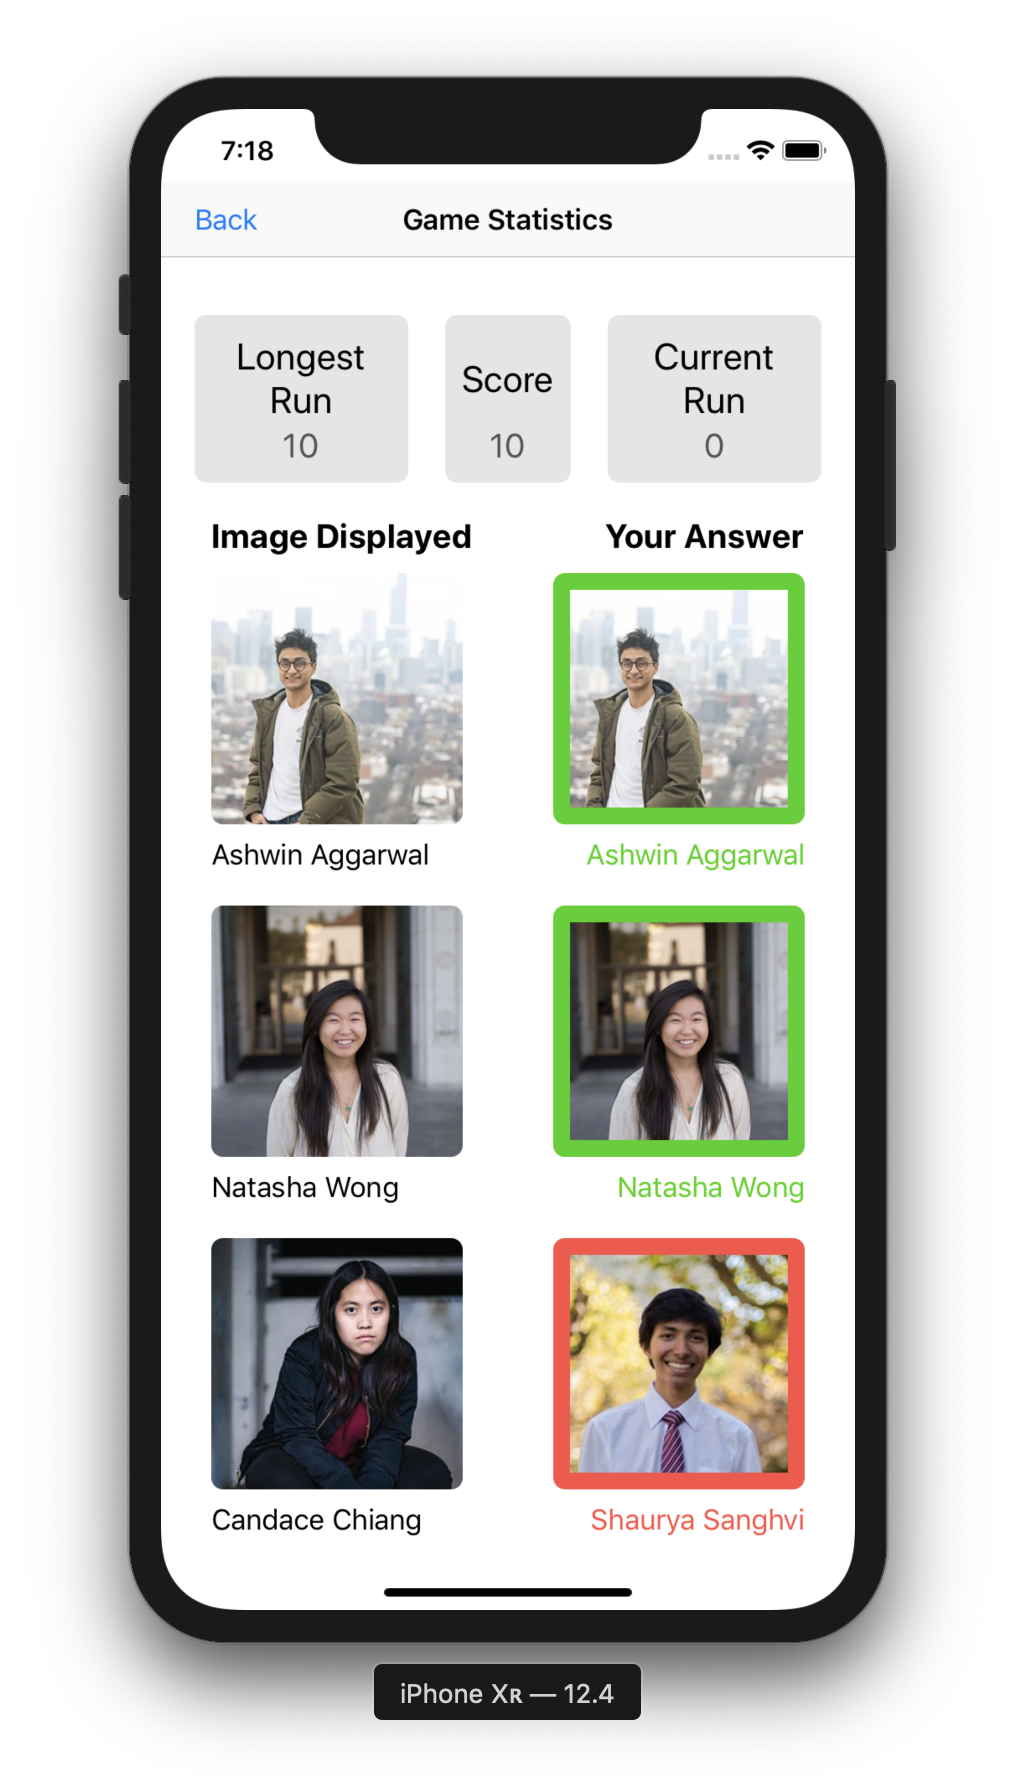 7:18
Back
Game Statistics
Longest
Run
10
Score
10
Current
Run
0
Image Displayed
Your Answer
Ashwin Aggarwal
Ashwin Aggarwal
Natasha Wong
Natasha Wong
Candace Chiang
Shaurya Sanghvi
iPhone Xʀ — 12.4